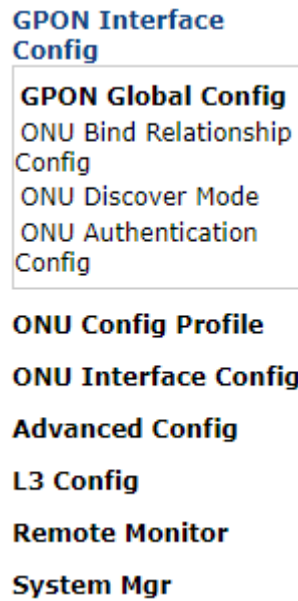 GPON Interface
Config
GPON Global Config
ONU Bind Relationship
Config
ONU Discover Mode
ONU Authentication
Config
ONU Config Profile
ONU Interface Config
Advanced Config
L3 Config
Remote Monitor
System Mgr